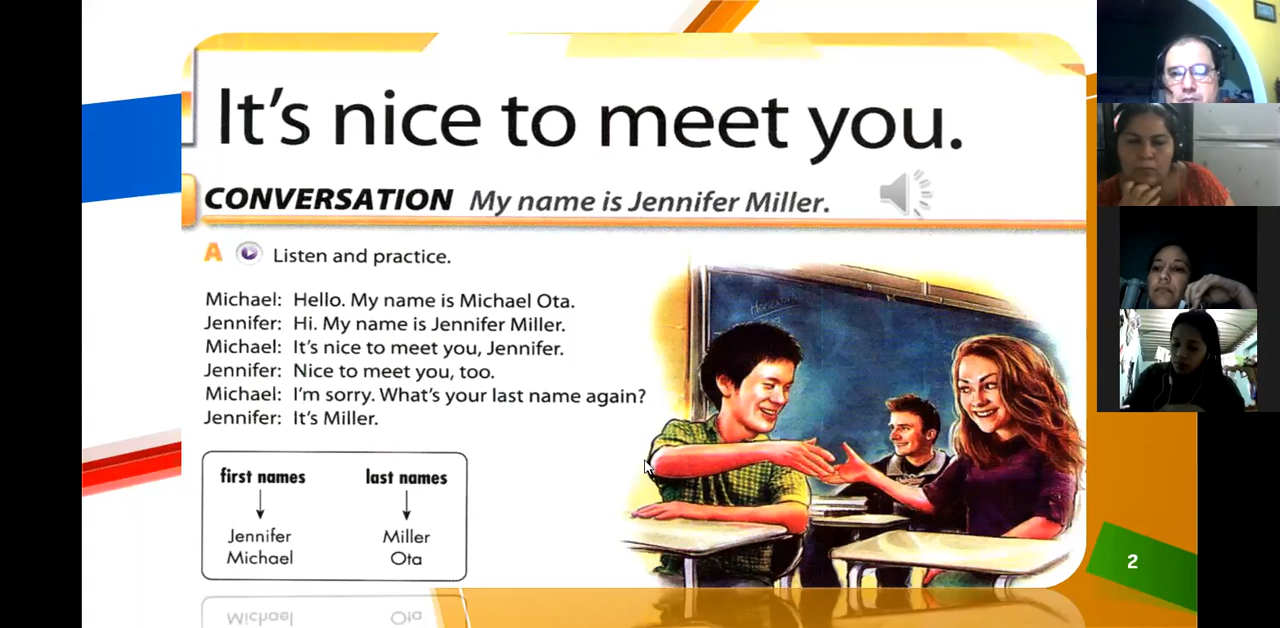 It's nice to meet you.
CONVERSATION My name is Jennifer Miller.
A Listen and practice.
Michael: Hello. My name is Michael Ota.
Jennifer: Hi. My name is Jennifer Miller.
Michael: It's nice to meet you, Jennifer.
Jennifer: Nice to meet you, too.
Michael: I'm sorry. What's your last name again?
Jennifer: It's Miller.
first names last names
Jennifer Miller
Michael Ota
2